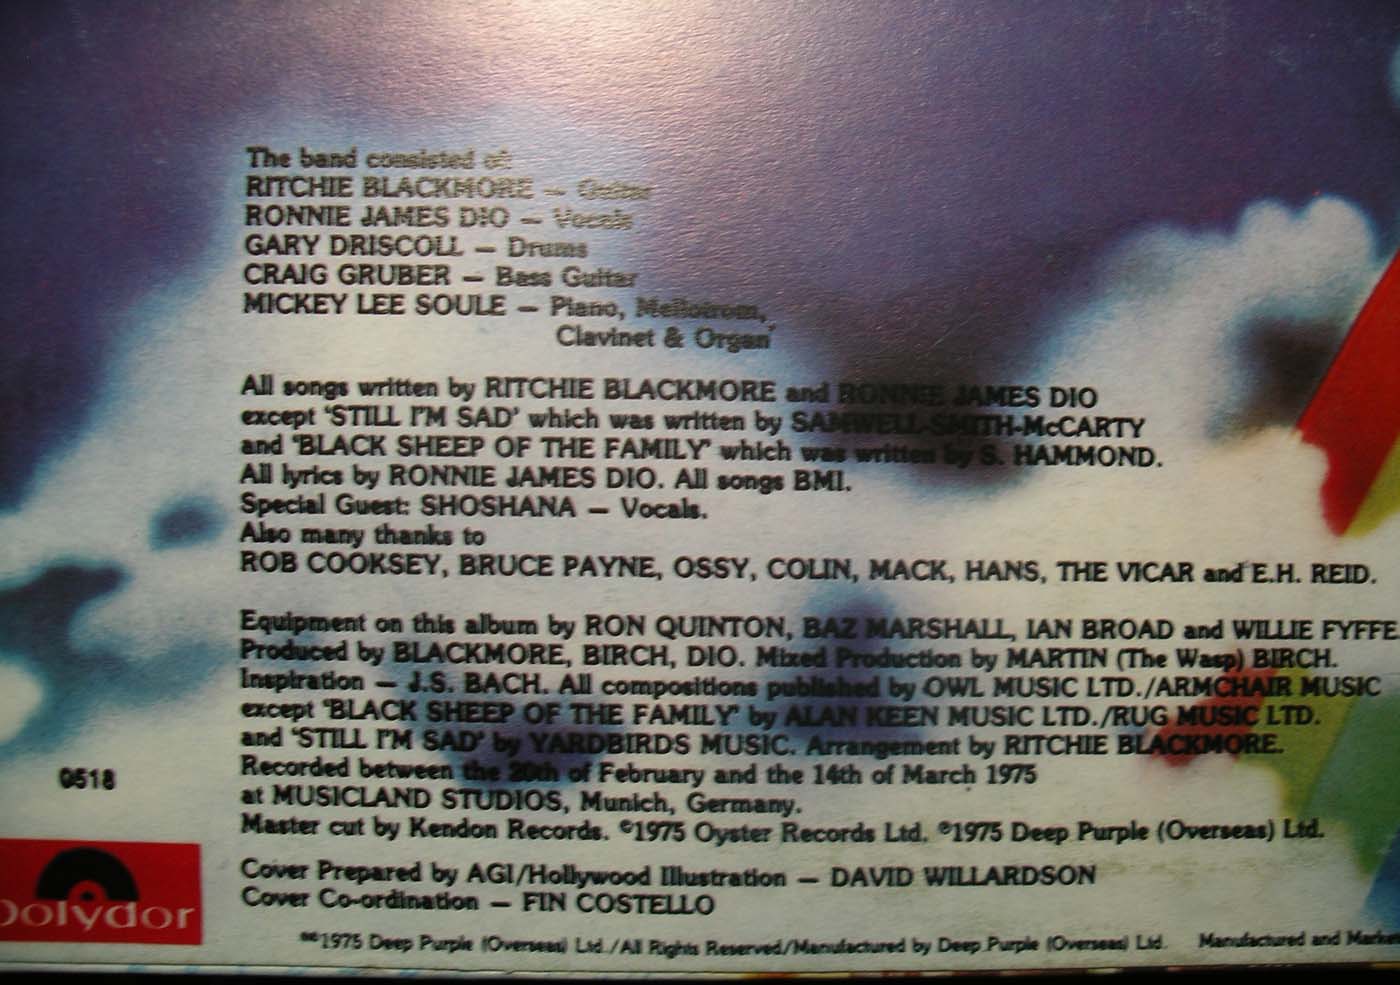 The band consisted of:
RITCHIE BLACKMORE — Guitar
RONNIE JAMES DIO — Vocals
GARY DRISCOLL — Drums
CRAIG GRUBER — Bass Guitar
MICKEY LEE SOULE — Piano, Mellotrom,
Clavinet & Organ
All songs written by RITCHIE BLACKMORE and RONNIE JAMES DIO
except 'STILL I'M SAD' which was written by SAMWELL-SMITH-McCARTY
and 'BLACK SHEEP OF THE FAMILY' which was written by S. HAMMOND.
All lyrics by RONNIE JAMES DIO. All songs BMI.
Special Guest: SHOSHANA — Vocals.
Also many thanks to
ROB COOKSEY, BRUCE PAYNE, OSSY, COLIN, MACK, HANS, THE VICAR and E.H. REID.
Equipment on this album by RON QUINTON, BAZ MARSHALL, IAN BROAD and WILLIE FYFFE
Produced by BLACKMORE, BIRCH, DIO. Mixed Production by MARTIN (The Wasp) BIRCH.
Inspiration — J.S. BACH. All compositions published by OWL MUSIC LTD./ARMCHAIR MUSIC
except 'BLACK SHEEP OF THE FAMILY' by ALAN KEEN MUSIC LTD./RUG MUSIC LTD.
and 'STILL I'M SAD' by YARDBIRDS MUSIC. Arrangement by RITCHIE BLACKMORE.
Recorded between the 20th of February and the 14th of March 1975
at MUSICLAND STUDIOS, Munich, Germany.
Master cut by Kendon Records. ©1975 Oyster Records Ltd. ℗1975 Deep Purple (Overseas) Ltd.
0518
Cover Prepared by AGI/Hollywood Illustration — DAVID WILLARDSON
Cover Co-ordination — FIN COSTELLO
polydor
1975 Deep Purple (Overseas) Ltd./All Rights Reserved/Manufactured by Deep Purple (Overseas) Ltd. Manufactured and